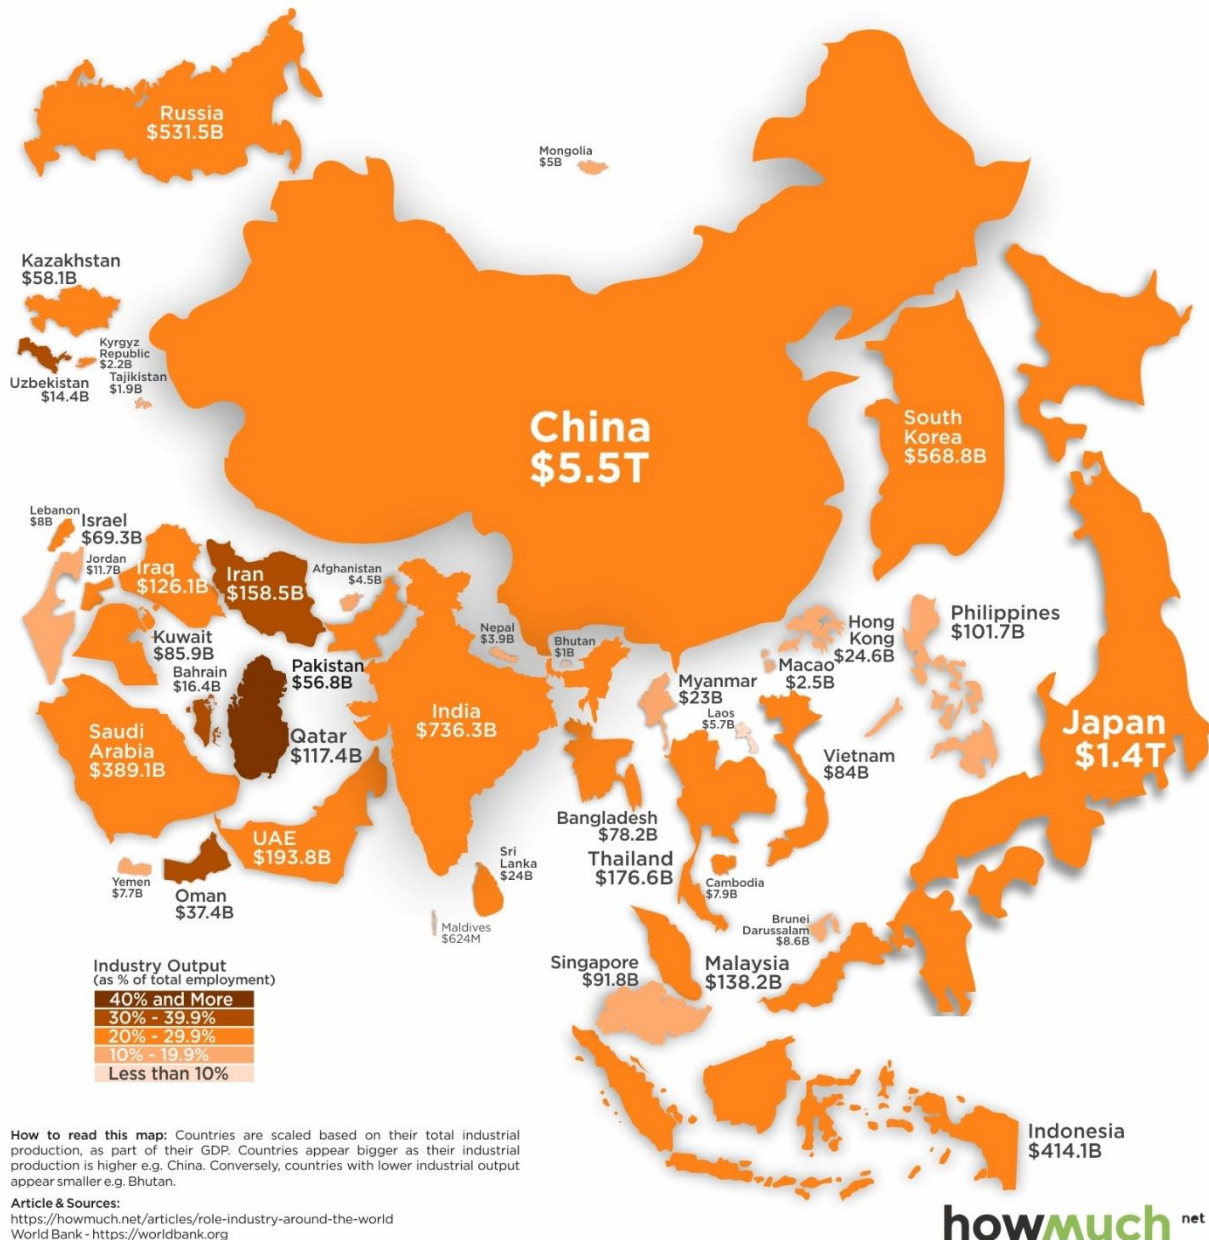 Russia
$531.5B
Mongolia
$5B
Kazakhstan
$58.1B
Kyrgyz
Republic
$2.2B
Uzbekistan
$14.4B
Tajikistan
$1.9B
China
$5.5T
South
Korea
$568.8B
Lebanon
$8B
Israel
$69.3B
Jordan
$11.7B
Iraq
$126.1B
Iran
$158.5B
Afghanistan
$4.5B
Kuwait
$85.9B
Bahrain
$16.4B
Pakistan
$56.8B
Nepal
$3.9B
Bhutan
$1B
Hong
Kong
$24.6B
Macao
$2.5B
Philippines
$101.7B
Saudi
Arabia
$389.1B
Qatar
$117.4B
India
$736.3B
Myanmar
$23B
Laos
$5.7B
Vietnam
$84B
Japan
$1.4T
UAE
$193.8B
Bangladesh
$78.2B
Thailand
$176.6B
Yemen
$7.7B
Oman
$37.4B
Sri
Lanka
$24B
Maldives
$624M
Cambodia
$7.9B
Brunei
Darussalam
$8.6B
Singapore
$91.8B
Malaysia
$138.2B
Indonesia
$414.1B
Industry Output
(as % of total employment)
40% and More
30% - 39.9%
20% - 29.9%
10% - 19.9%
Less than 10%
How to read this map: Countries are scaled based on their total industrial
production, as part of their GDP. Countries appear bigger as their industrial
production is higher e.g. China. Conversely, countries with lower industrial output
appear smaller e.g. Bhutan.
Article & Sources:
https://howmuch.net/articles/role-industry-around-the-world
World Bank - https://worldbank.org
howmuch net